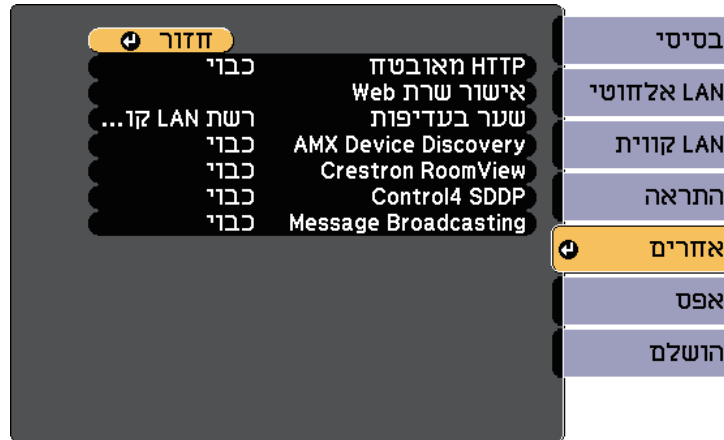 בסיסי
LAN אלחוטי
LAN קווית
התראה
אחרים
אפס
הושלם
חזור
HTTP מאובטח כבוי
אישור שרת Web
שער בעדיפות רשת LAN קו...
AMX Device Discovery כבוי
Crestron RoomView כבוי
Control4 SDDP כבוי
Message Broadcasting כבוי